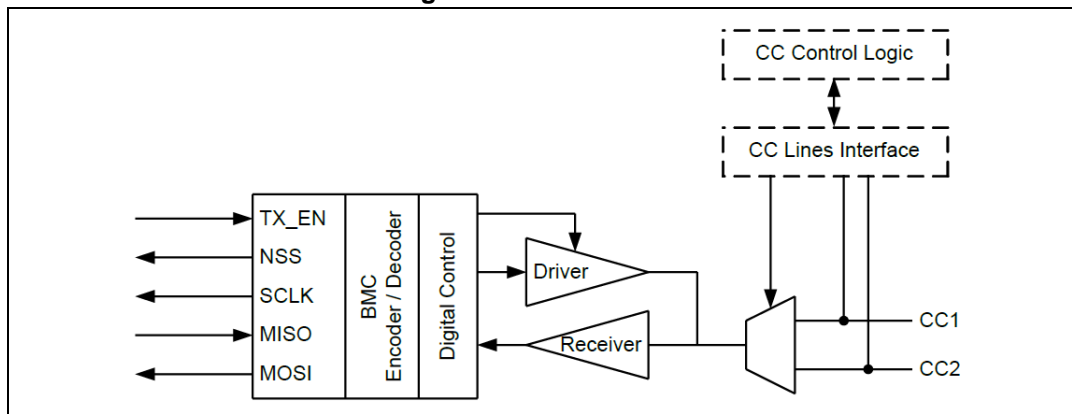 CC Control Logic
CC Lines Interface
TX_EN
NSS
SCLK
MISO
MOSI
BMC
Encoder / Decoder
Digital Control
Driver
Receiver
CC1
CC2